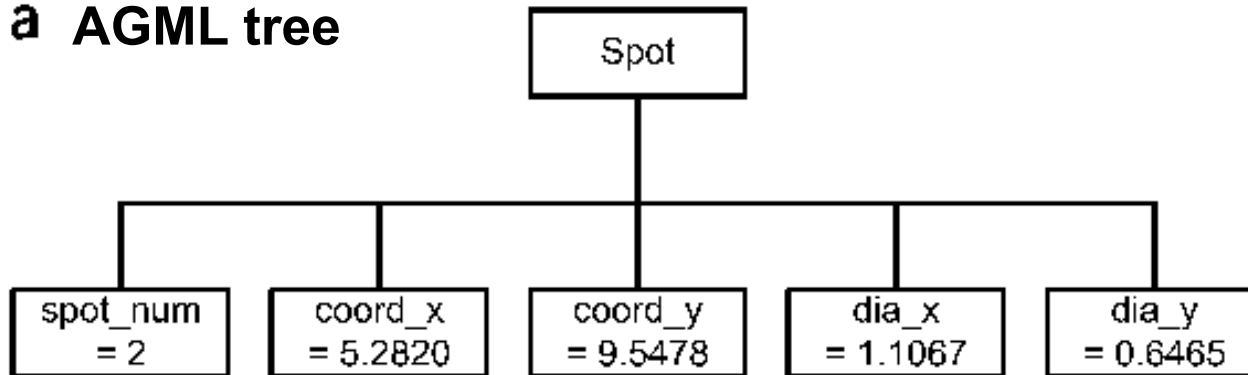 a AGML tree
Spot
spot_num
= 2
coord_x
= 5.2820
coord_y
= 9.5478
dia_x
= 1.1067
dia_y
= 0.6465